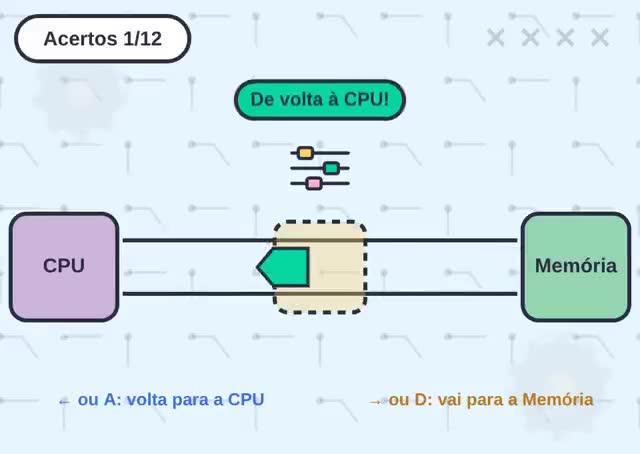 Acertos 1/12
De volta à CPU!
CPU
Memória
← ou A: volta para a CPU
→ ou D: vai para a Memória